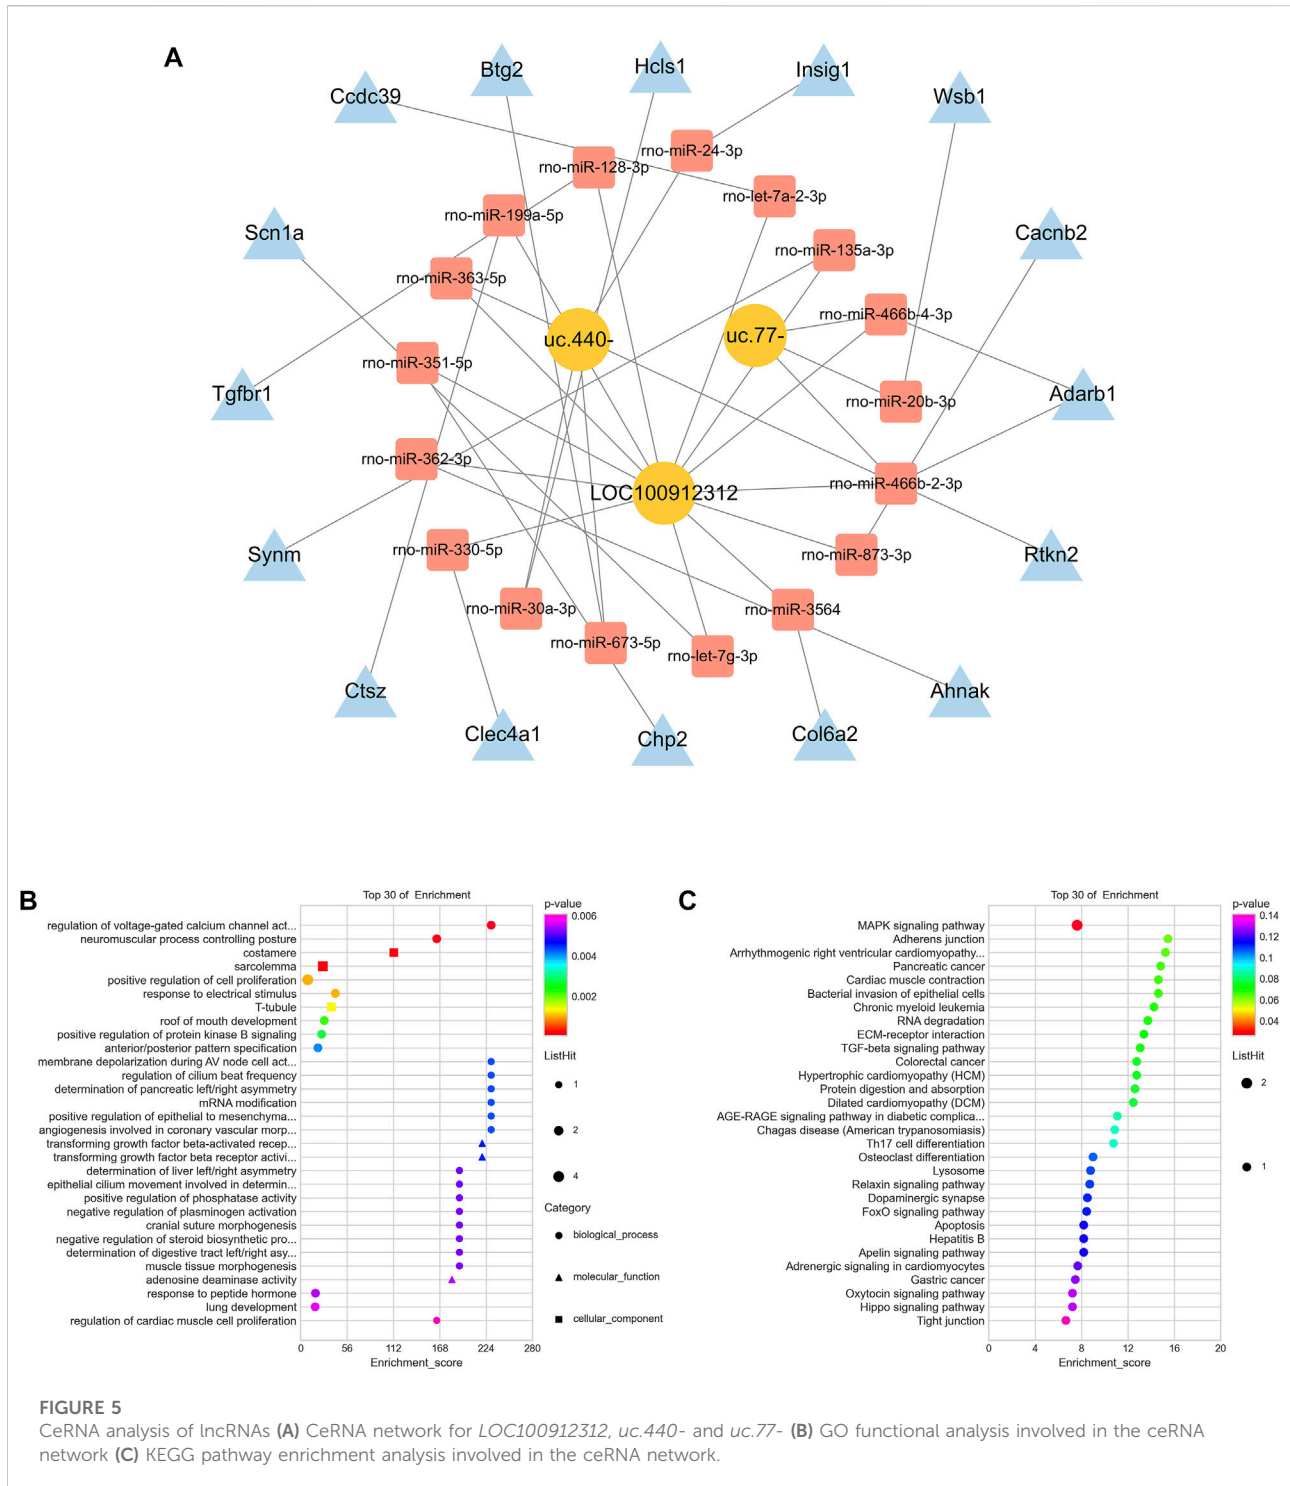 A
Btg2
Hcls1
Insig1
Ccdc39
Wsb1
rno-miR-24-3p
rno-miR-128-3p
rno-let-7a-2-3p
rno-miR-199a-5p
Scn1a
Cacnb2
rno-miR-135a-3p
rno-miR-363-5p
rno-miR-466b-4-3p
uc.440-
uc.77-
rno-miR-351-5p
Tgfbr1
Adarb1
rno-miR-20b-3p
rno-miR-362-3p
rno-miR-466b-2-3p
LOC100912312
rno-miR-330-5p
rno-miR-873-3p
Synm
Rtkn2
rno-miR-30a-3p
rno-miR-3564
rno-miR-673-5p
rno-let-7g-3p
Ctsz
Ahnak
Clec4a1
Chp2
Col6a2
B
Top 30 of Enrichment
regulation of voltage-gated calcium channel act...
neuromuscular process controlling posture
costamere
sarcolemma
positive regulation of cell proliferation
response to electrical stimulus
T-tubule
roof of mouth development
positive regulation of protein kinase B signaling
anterior/posterior pattern specification
membrane depolarization during AV node cell act...
regulation of cilium beat frequency
determination of pancreatic left/right asymmetry
mRNA modification
positive regulation of epithelial to mesenchyma...
angiogenesis involved in coronary vascular morp...
transforming growth factor beta-activated recep...
transforming growth factor beta receptor activi...
determination of liver left/right asymmetry
epithelial cilium movement involved in determin...
positive regulation of phosphatase activity
negative regulation of plasminogen activation
cranial suture morphogenesis
negative regulation of steroid biosynthetic pro...
determination of digestive tract left/right asy...
muscle tissue morphogenesis
adenosine deaminase activity
response to peptide hormone
lung development
regulation of cardiac muscle cell proliferation
0 56 112 168 224 280
Enrichment_score
p-value
0.006
0.004
0.002
ListHit
1
2
4
Category
biological_process
molecular_function
cellular_component
C
Top 30 of Enrichment
MAPK signaling pathway
Adherens junction
Arrhythmogenic right ventricular cardiomyopathy...
Pancreatic cancer
Cardiac muscle contraction
Bacterial invasion of epithelial cells
Chronic myeloid leukemia
RNA degradation
ECM-receptor interaction
TGF-beta signaling pathway
Colorectal cancer
Hypertrophic cardiomyopathy (HCM)
Protein digestion and absorption
Dilated cardiomyopathy (DCM)
AGE-RAGE signaling pathway in diabetic complica...
Chagas disease (American trypanosomiasis)
Th17 cell differentiation
Osteoclast differentiation
Lysosome
Relaxin signaling pathway
Dopaminergic synapse
FoxO signaling pathway
Apoptosis
Hepatitis B
Apelin signaling pathway
Adrenergic signaling in cardiomyocytes
Gastric cancer
Oxytocin signaling pathway
Hippo signaling pathway
Tight junction
0 4 8 12 16 20
Enrichment_score
p-value
0.14
0.12
0.1
0.08
0.06
0.04
ListHit
2
1
FIGURE 5
CeRNA analysis of lncRNAs (A) CeRNA network for LOC100912312, uc.440- and uc.77- (B) GO functional analysis involved in the ceRNA
network (C) KEGG pathway enrichment analysis involved in the ceRNA network.